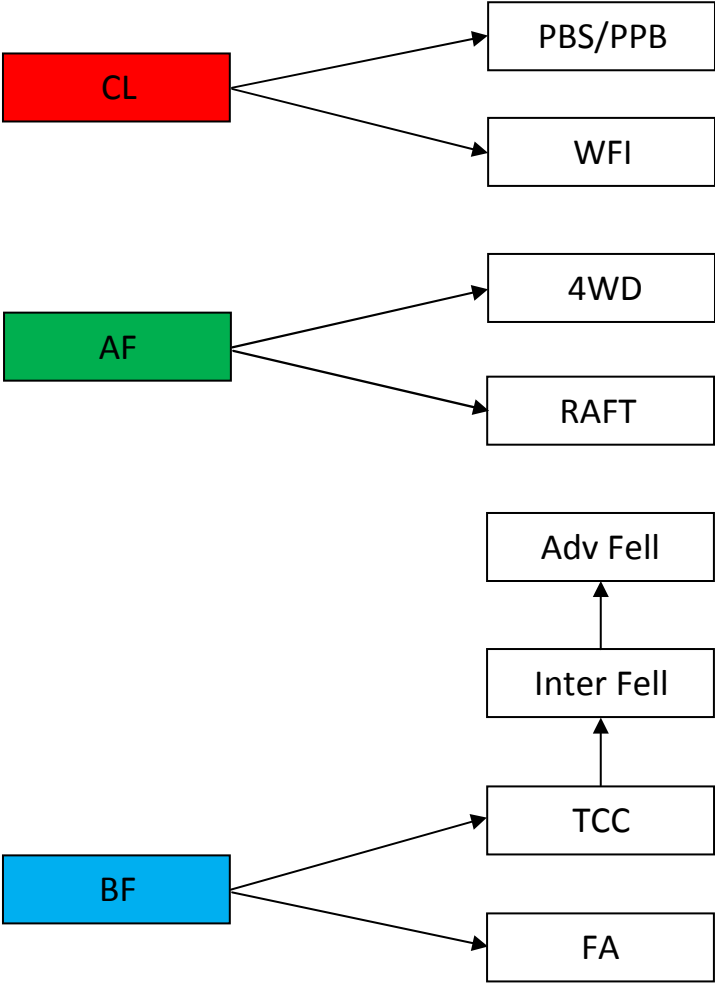 PBS/PPB
CL
WFI
4WD
AF
RAFT
Adv Fell
Inter Fell
TCC
BF
FA